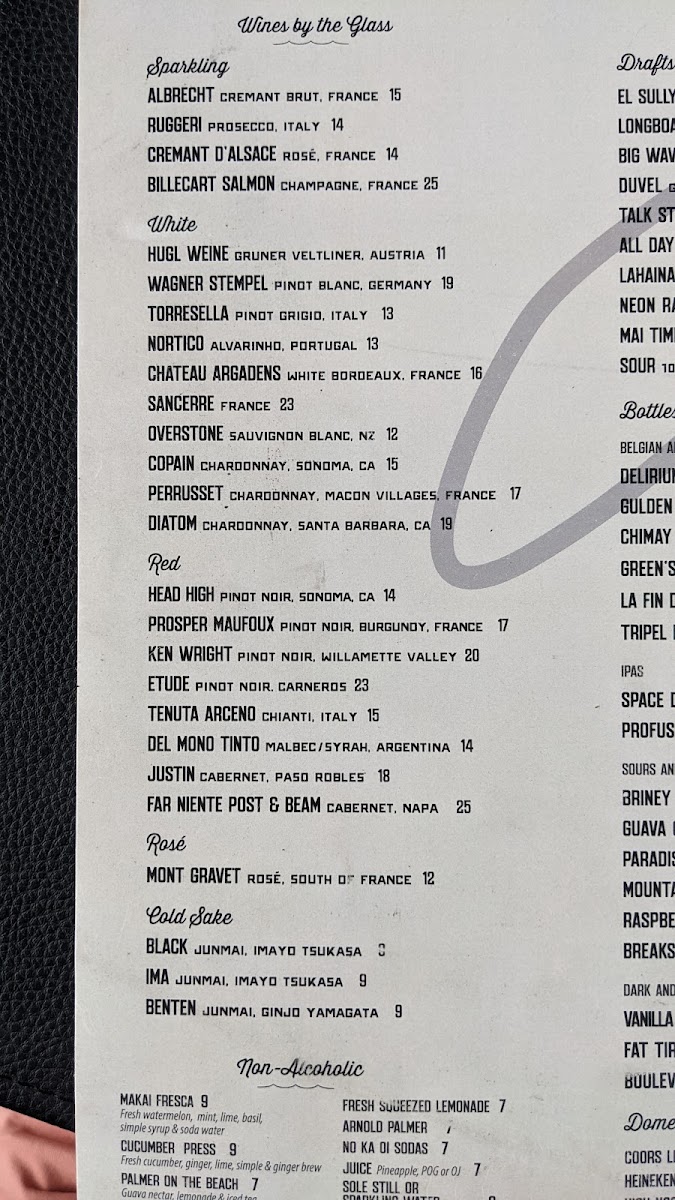 Wines by the Glass
Sparkling
ALBRECHT CREMANT BRUT, FRANCE 15
RUGGERI PROSECCO, ITALY 14
CREMANT D'ALSACE ROSÉ, FRANCE 14
BILLECART SALMON CHAMPAGNE, FRANCE 25
White
HUGL WEINE GRUNER VELTLINER, AUSTRIA 11
WAGNER STEMPEL PINOT BLANC, GERMANY 19
TORRESELLA PINOT GRIGIO, ITALY 13
NORTICO ALVARINHO, PORTUGAL 13
CHATEAU ARGADENS WHITE BORDEAUX, FRANCE 16
SANCERRE FRANCE 23
OVERSTONE SAUVIGNON BLANC, NZ 12
COPAIN CHARDONNAY, SONOMA, CA 15
PERRUSSET CHARDONNAY, MACON VILLAGES, FRANCE 17
DIATOM CHARDONNAY, SANTA BARBARA, CA 19
Red
HEAD HIGH PINOT NOIR, SONOMA, CA 14
PROSPER MAUFOUX PINOT NOIR, BURGUNDY, FRANCE 17
KEN WRIGHT PINOT NOIR, WILLAMETTE VALLEY 20
ETUDE PINOT NOIR, CARNEROS 23
TENUTA ARCENO CHIANTI, ITALY 15
DEL MONO TINTO MALBEC/SYRAH, ARGENTINA 14
JUSTIN CABERNET, PASO ROBLES 18
FAR NIENTE POST & BEAM CABERNET, NAPA 25
Rosé
MONT GRAVET ROSÉ, SOUTH OF FRANCE 12
Cold Sake
BLACK JUNMAI, IMAYO TSUKASA
IMA JUNMAI, IMAYO TSUKASA 9
BENTEN JUNMAI, GINJO YAMAGATA 9
Non-Alcoholic
MAKAI FRESCA 9
Fresh watermelon, mint, lime, basil,
simple syrup & soda water
CUCUMBER PRESS 9
Fresh cucumber, ginger, lime, simple & ginger brew
PALMER ON THE BEACH 7
Guava nectar, lemonade & iced tea
FRESH SQUEEZED LEMONADE 7
ARNOLD PALMER
NO KA OI SODAS 7
JUICE Pineapple, POG or OJ 7
SOLE STILL OR
SPARKLING WATER
Drafts
EL SULLY
LONGBOA
BIG WAV
DUVEL
TALK ST
ALL DAY
LAHAINA
NEON RA
MAI TIM
SOUR 10
Bottles
BELGIAN A
DELIRIU
GULDEN
CHIMAY
GREEN'S
LA FIN D
TRIPEL
IPAS
SPACE D
PROFUS
SOURS AN
BRINEY
GUAVA
PARADIS
MOUNTA
RASPBE
BREAKS
DARK AND
VANILLA
FAT TIR
BOULEV
Dome
COORS LI
HEINEKEN